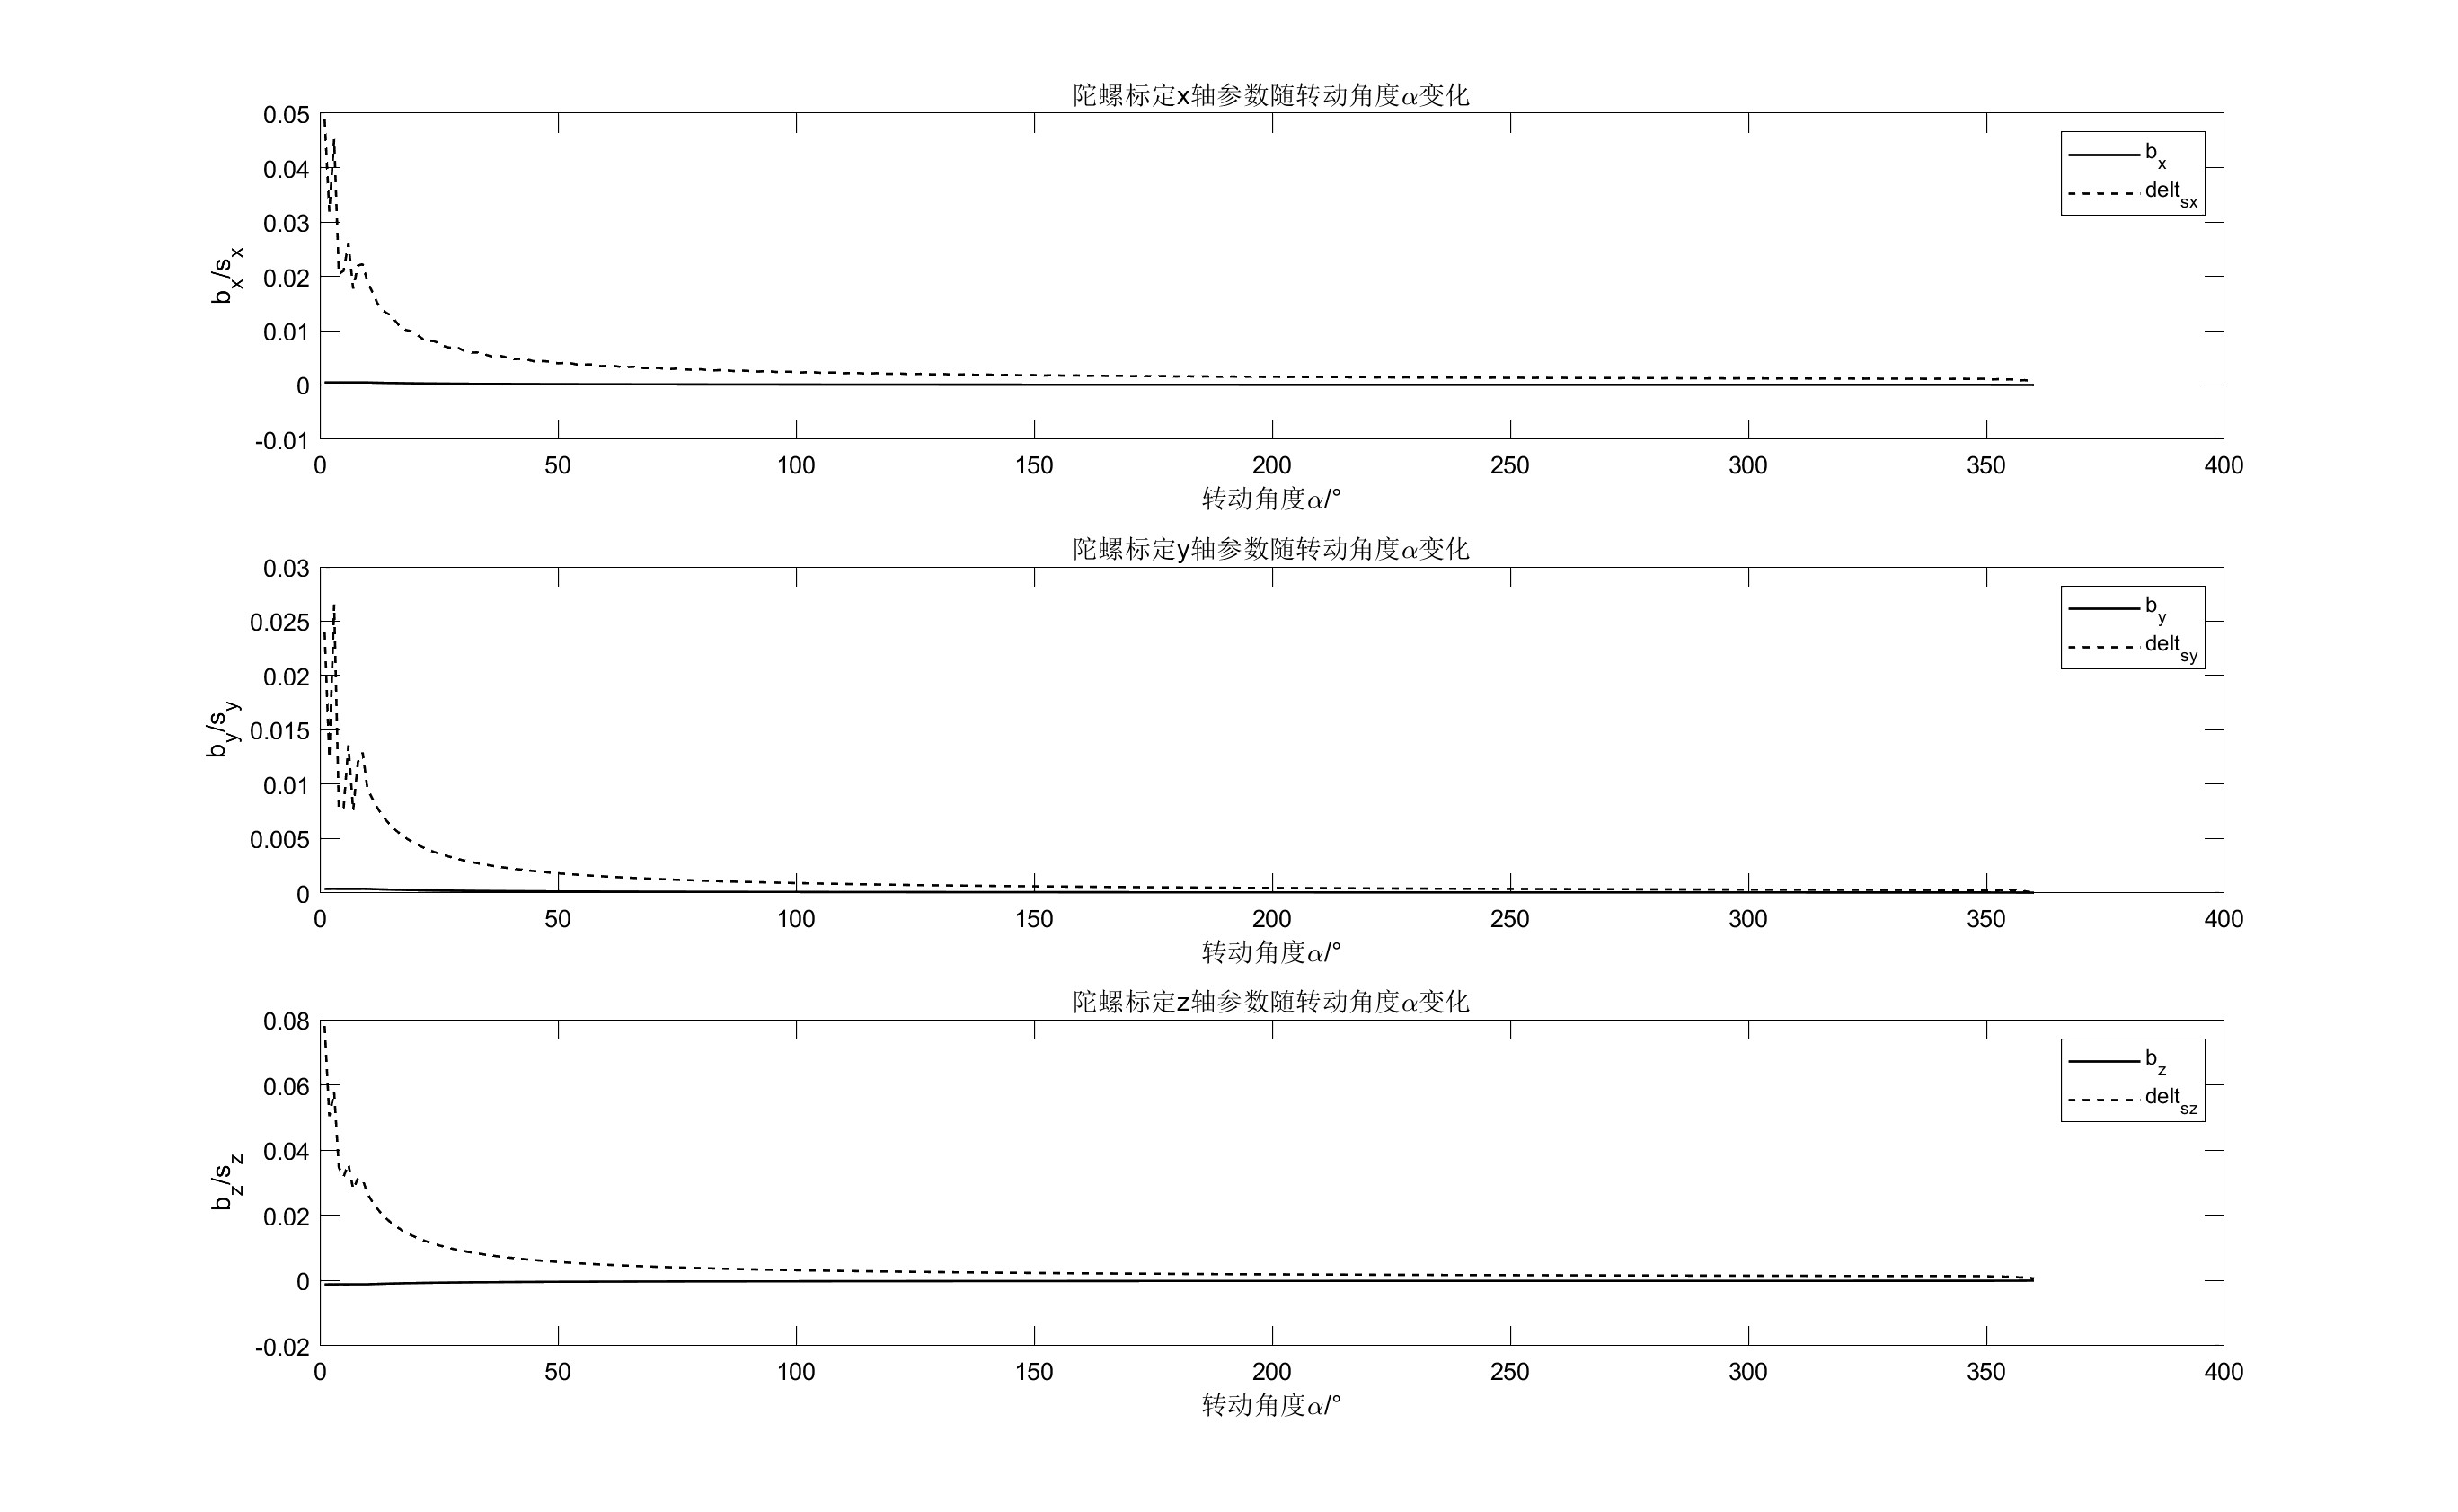 陀螺标定x轴参数随转动角度α变化
0.05
0.04
0.03
0.02
0.01
0
-0.01
b_x/s_x
b_x
delt_sx
0 50 100 150 200 250 300 350 400
转动角度α/°
陀螺标定y轴参数随转动角度α变化
0.03
0.025
0.02
0.015
0.01
0.005
0
b_y/s_y
b_y
delt_sy
0 50 100 150 200 250 300 350 400
转动角度α/°
陀螺标定z轴参数随转动角度α变化
0.08
0.06
0.04
0.02
0
-0.02
b_z/s_z
b_z
delt_sz
0 50 100 150 200 250 300 350 400
转动角度α/°